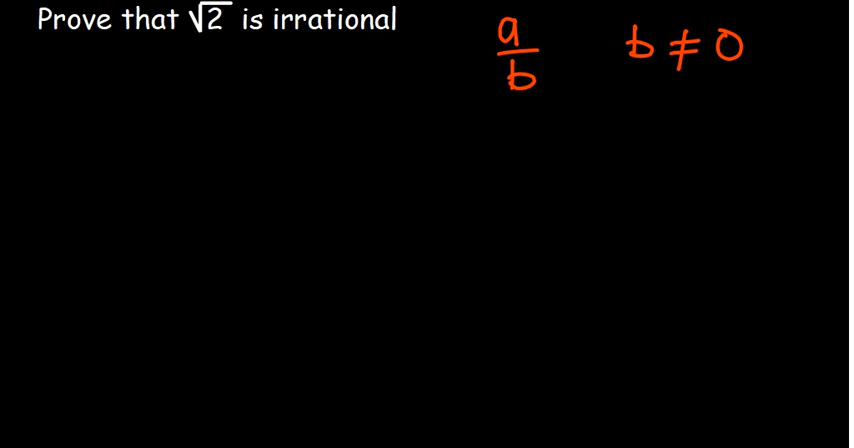 Prove that √2 is irrational
a/b b ≠ 0